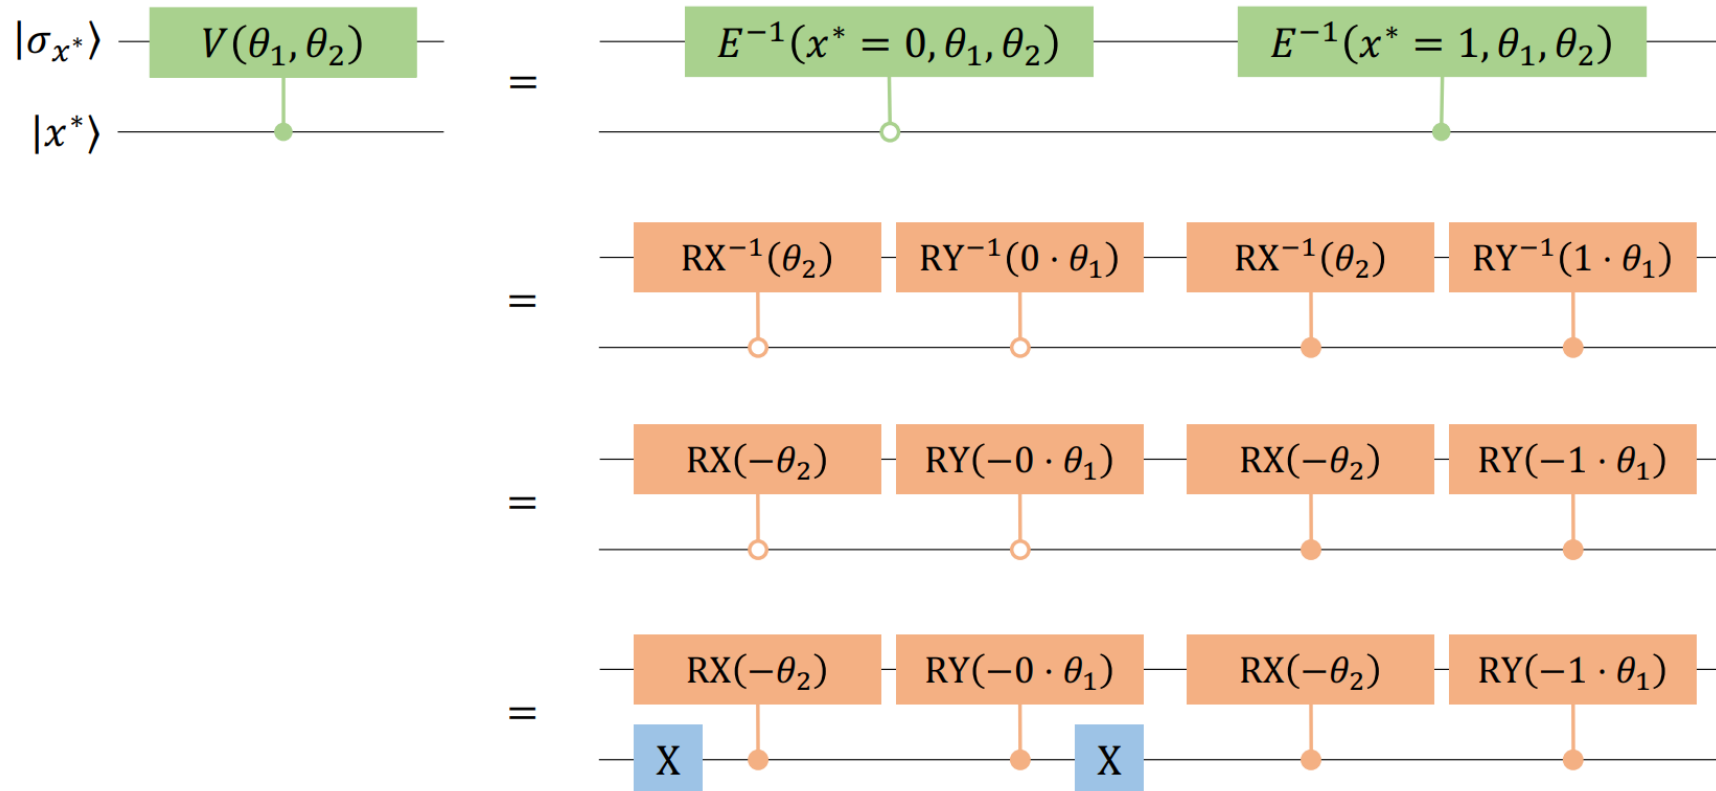 |σₓ*⟩ V(θ₁, θ₂) = E⁻¹(x* = 0, θ₁, θ₂) E⁻¹(x* = 1, θ₁, θ₂)
|x*⟩
= RX⁻¹(θ₂) RY⁻¹(0 · θ₁) RX⁻¹(θ₂) RY⁻¹(1 · θ₁)
= RX(−θ₂) RY(−0 · θ₁) RX(−θ₂) RY(−1 · θ₁)
= RX(−θ₂) RY(−0 · θ₁) RX(−θ₂) RY(−1 · θ₁)
X X